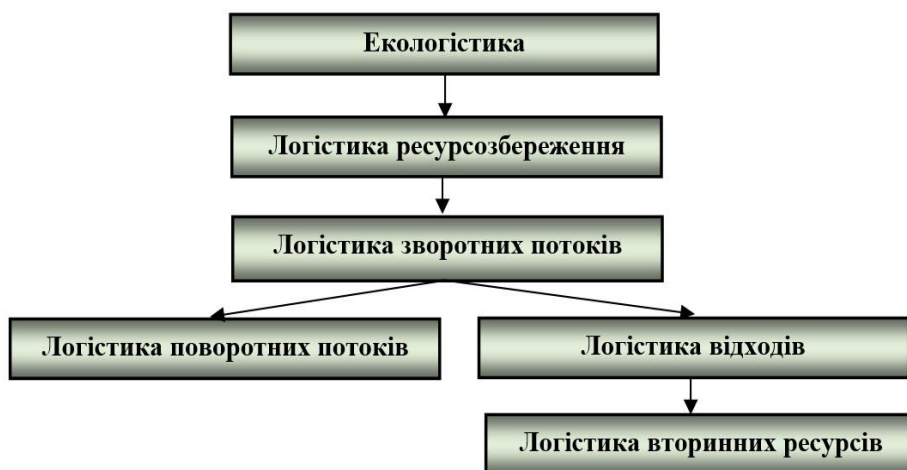 Екологістика
Логістика ресурсозбереження
Логістика зворотних потоків
Логістика поворотних потоків
Логістика відходів
Логістика вторинних ресурсів